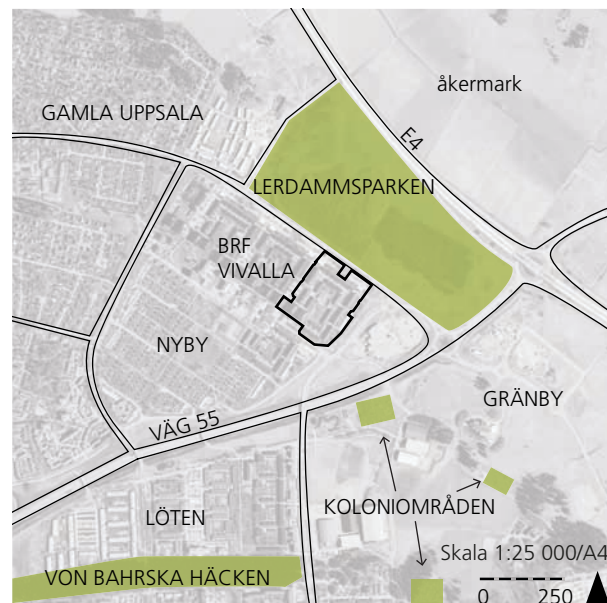 åkermark
GAMLA UPPSALA
E4
LERDAMMSPARKEN
BRF
VIVALLA
NYBY
GRÄNBY
VÄG 55
KOLONIOMRÅDEN
LÖTEN
Skala 1:25 000/A4
VON BAHRSKA HÄCKEN
0 250